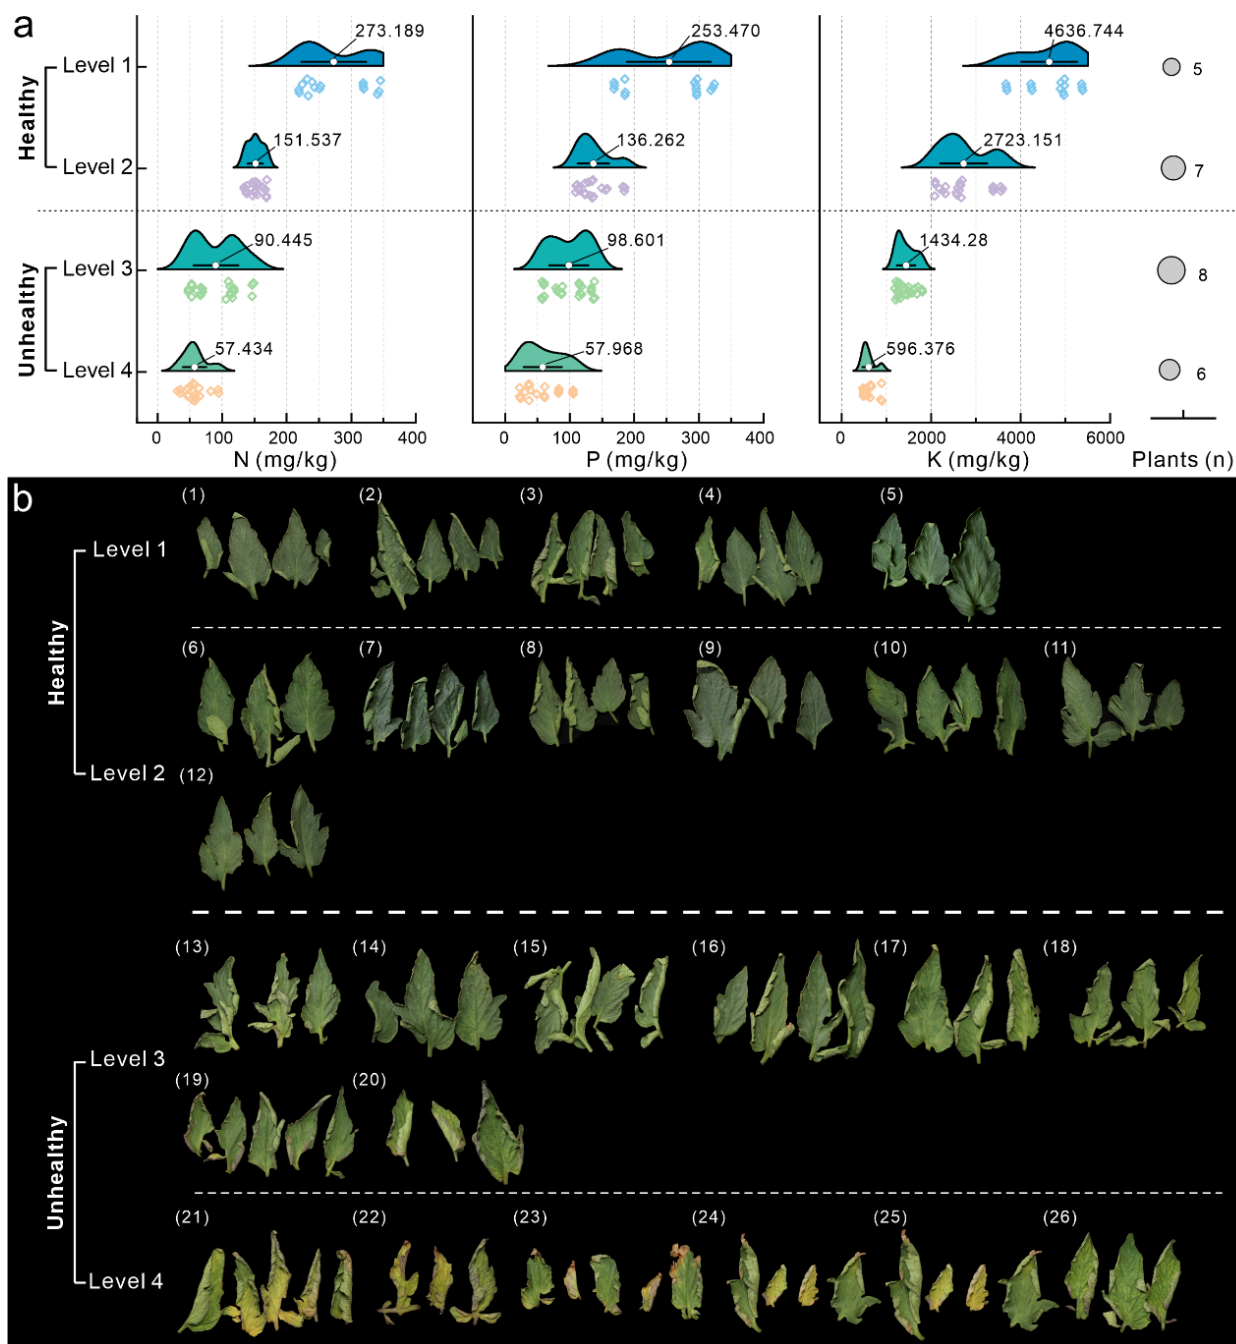 a
273.189
253.470
4636.744
Healthy
Level 1
5
151.537
136.262
2723.151
Level 2
7
90.445
98.601
1434.28
Unhealthy
Level 3
8
57.434
57.968
596.376
Level 4
6
0 100 200 300 400
0 100 200 300 400
0 2000 4000 6000
N (mg/kg)
P (mg/kg)
K (mg/kg)
Plants (n)
b
(1) (2) (3) (4) (5)
Level 1
Healthy
(6) (7) (8) (9) (10) (11)
Level 2
(12)
(13) (14) (15) (16) (17) (18)
Level 3
(19) (20)
Unhealthy
(21) (22) (23) (24) (25) (26)
Level 4